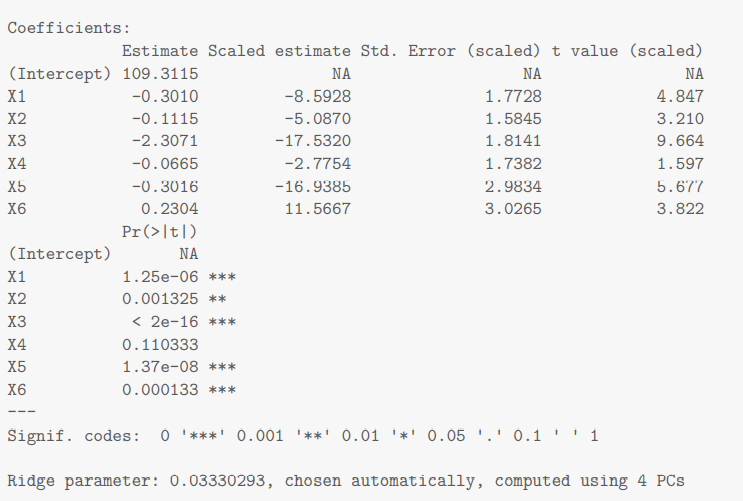 Coefficients:
            Estimate Scaled estimate Std. Error (scaled) t value (scaled)
(Intercept) 109.3115              NA                  NA               NA
X1           -0.3010         -8.5928              1.7728            4.847
X2           -0.1115         -5.0870              1.5845            3.210
X3           -2.3071        -17.5320              1.8141            9.664
X4           -0.0665         -2.7754              1.7382            1.597
X5           -0.3016        -16.9385              2.9834            5.677
X6            0.2304         11.5667              3.0265            3.822
            Pr(>|t|)
(Intercept)       NA
X1          1.25e-06 ***
X2          0.001325 **
X3           < 2e-16 ***
X4          0.110333
X5          1.37e-08 ***
X6          0.000133 ***
---
Signif. codes:  0 '***' 0.001 '**' 0.01 '*' 0.05 '.' 0.1 ' ' 1
Ridge parameter: 0.03330293, chosen automatically, computed using 4 PCs